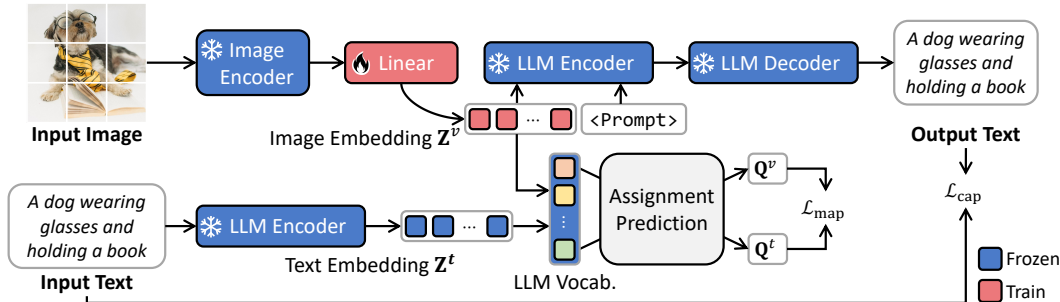 Image
Encoder
Linear
LLM Encoder
LLM Decoder
A dog wearing
glasses and
holding a book
Input Image
Image Embedding Z^v
...
<Prompt>
Output Text
A dog wearing
glasses and
holding a book
LLM Encoder
...
Assignment
Prediction
Q^v
Q^t
ℒ_map
ℒ_cap
Input Text
Text Embedding Z^t
LLM Vocab.
Frozen
Train